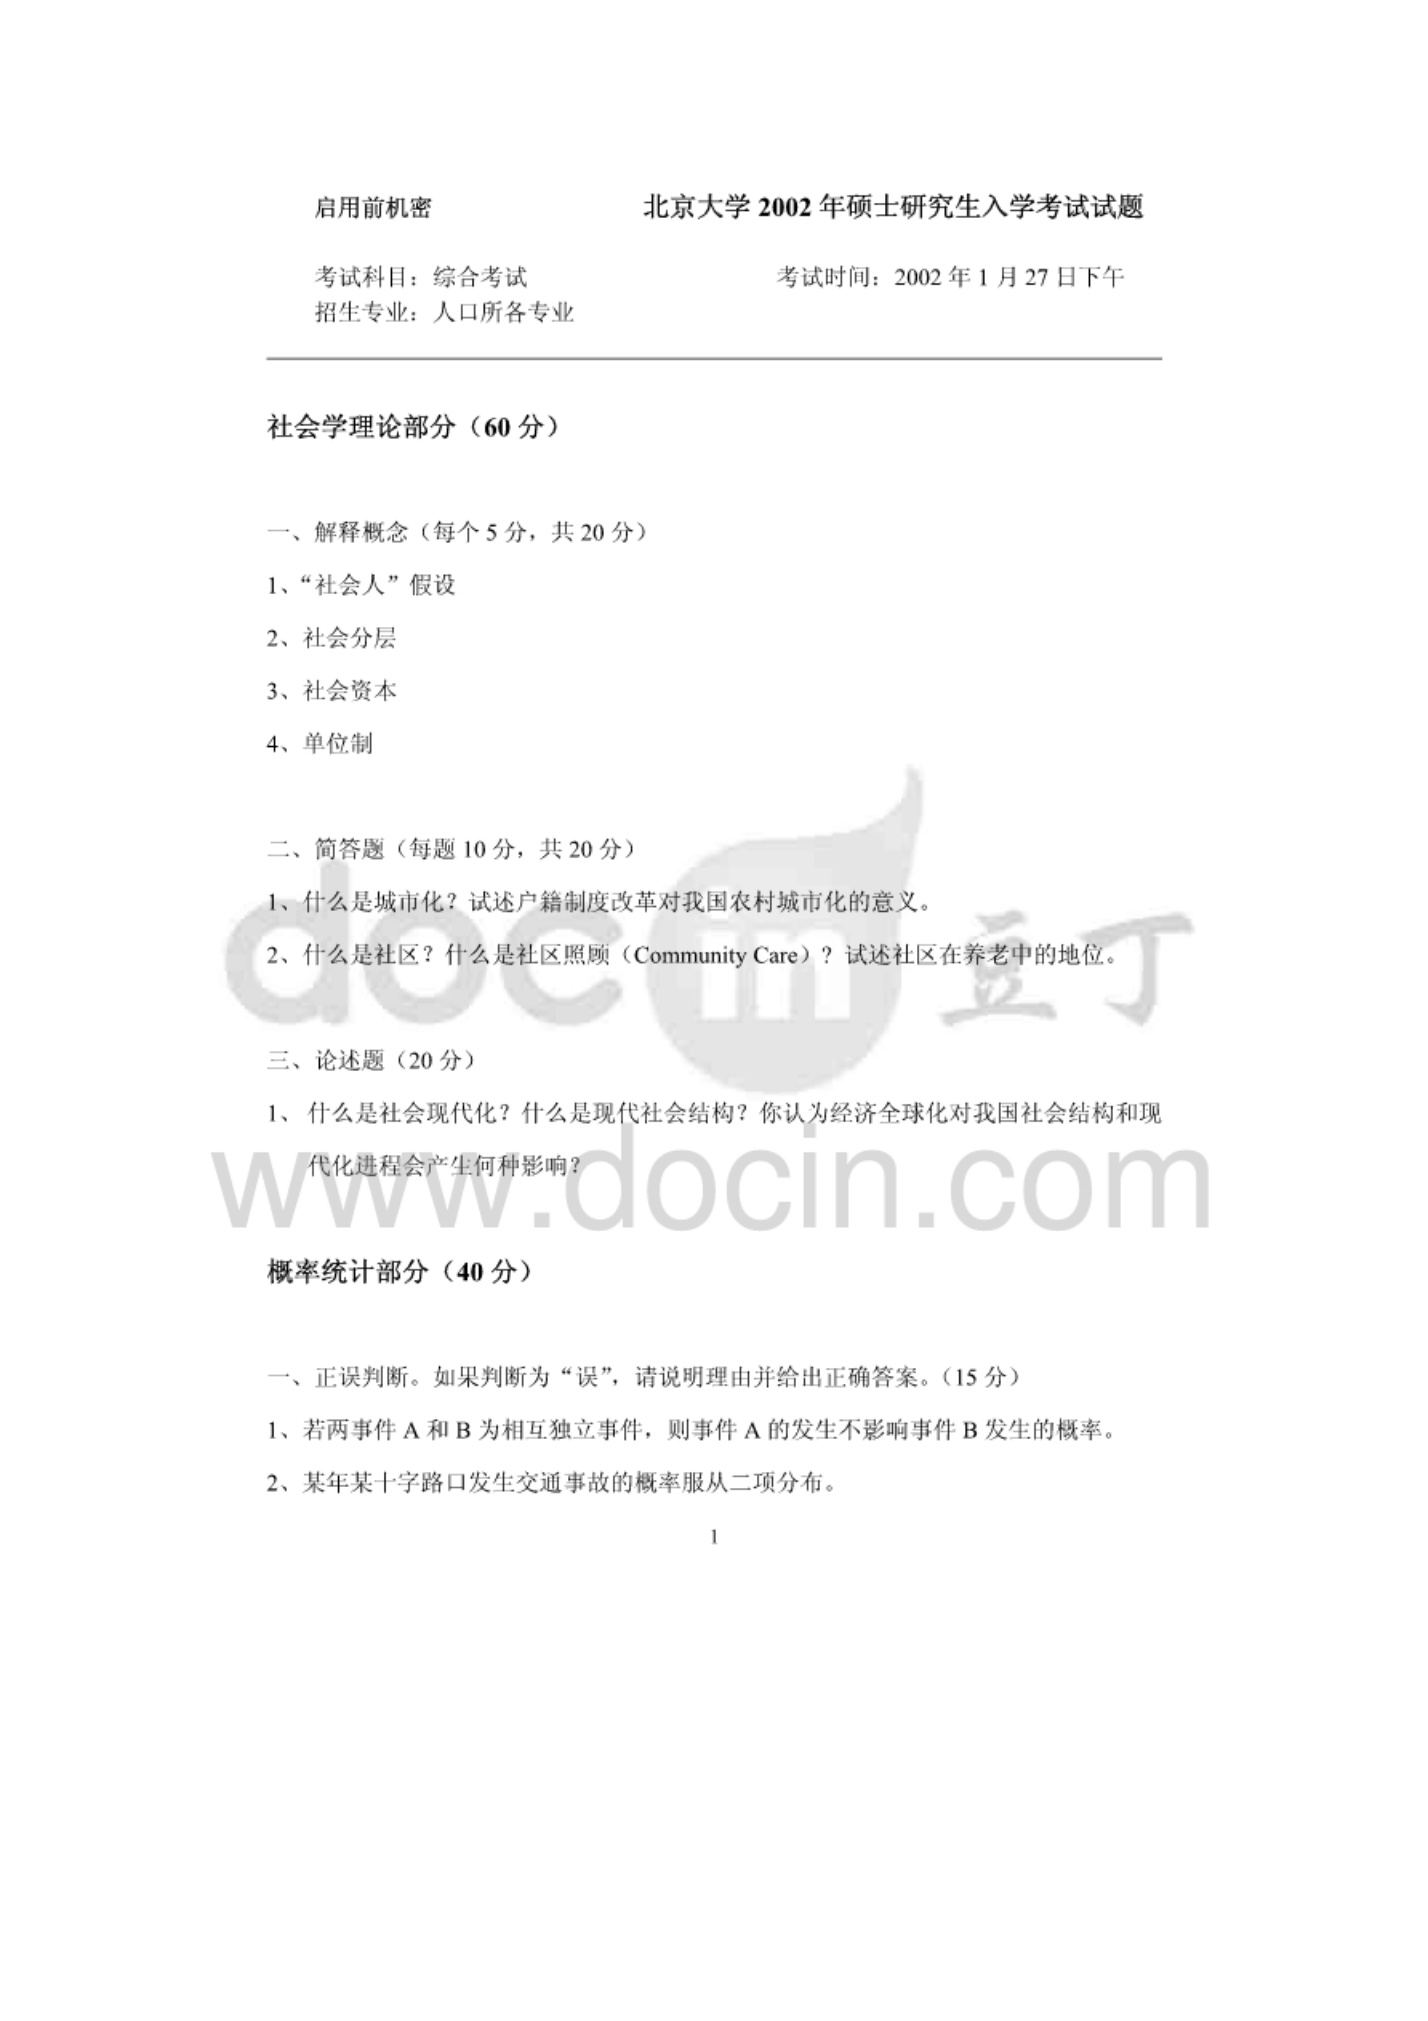 启用前机密 北京大学 2002 年硕士研究生入学考试试题
考试科目：综合考试 考试时间：2002 年 1 月 27 日下午
招生专业：人口所各专业
社会学理论部分（60 分）
一、解释概念（每个 5 分，共 20 分）
1、“社会人”假设
2、社会分层
3、社会资本
4、单位制
二、简答题（每题 10 分，共 20 分）
1、什么是城市化？试述户籍制度改革对我国农村城市化的意义。
2、什么是社区？什么是社区照顾（Community Care）？试述社区在养老中的地位。
docin 豆丁
三、论述题（20 分）
1、 什么是社会现代化？什么是现代社会结构？你认为经济全球化对我国社会结构和现
代化进程会产生何种影响？
www.docin.com
概率统计部分（40 分）
一、正误判断。如果判断为“误”，请说明理由并给出正确答案。（15 分）
1、若两事件 A 和 B 为相互独立事件，则事件 A 的发生不影响事件 B 发生的概率。
2、某年某十字路口发生交通事故的概率服从二项分布。
1